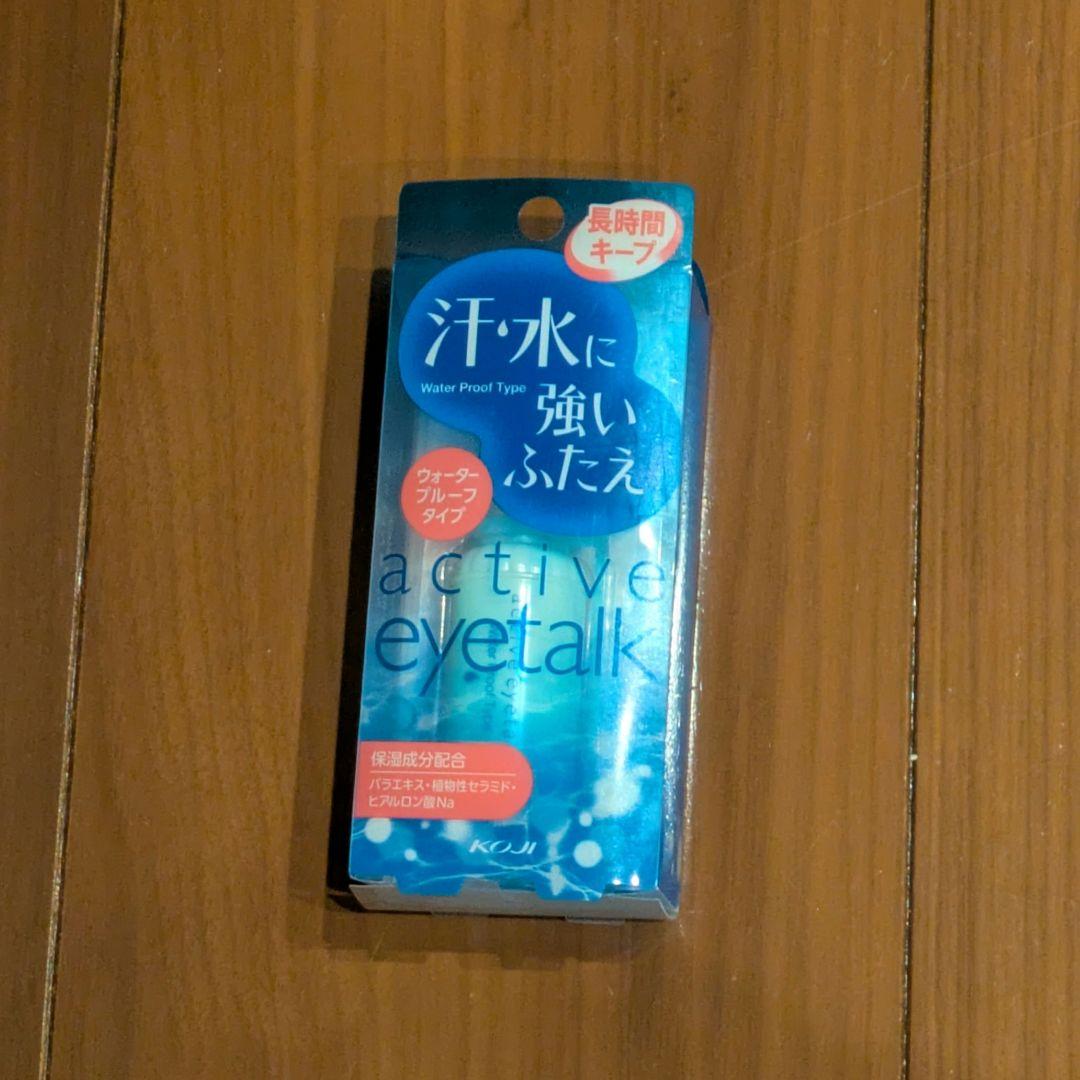 長時間
キープ
汗・水に
Water Proof Type
強い
ふたえ
ウォーター
プルーフ
タイプ
active
eyetalk
保湿成分配合
バラエキス・植物性セラミド・
ヒアルロン酸Na
KOJI